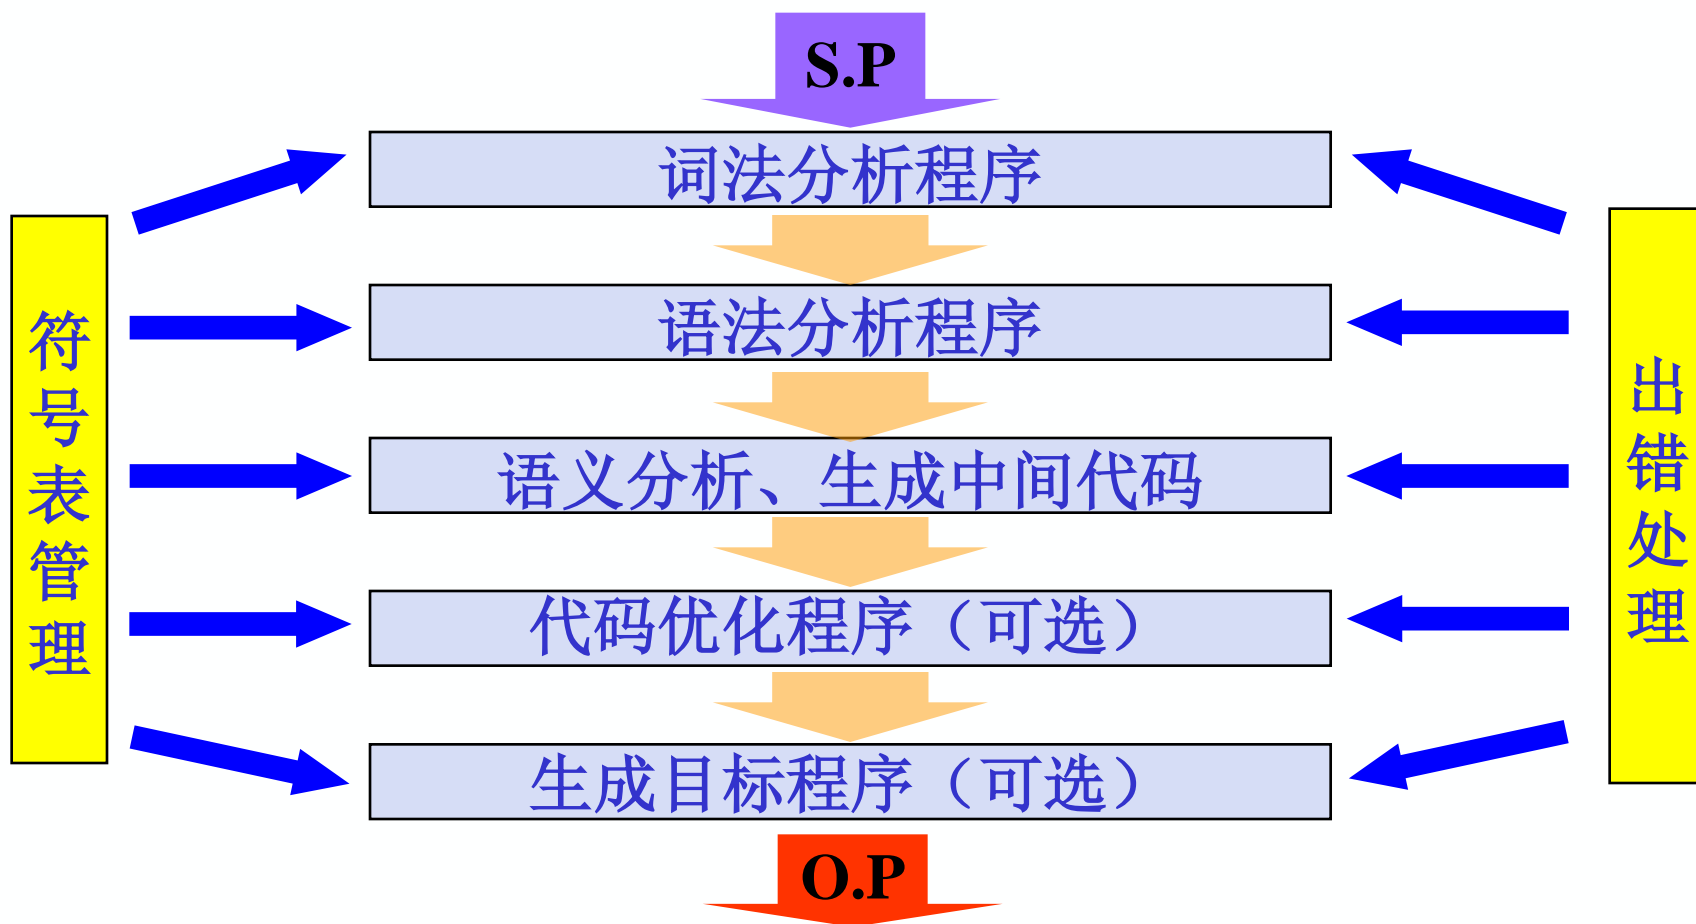 S.P
词法分析程序
语法分析程序
语义分析、生成中间代码
代码优化程序（可选）
生成目标程序（可选）
O.P
符号表管理
出错处理